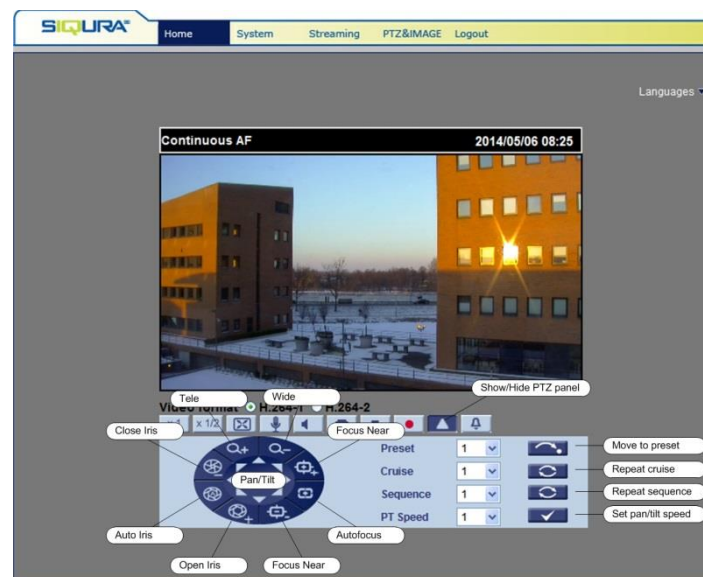 SIQURA®
Home System Streaming PTZ&IMAGE Logout
Languages
Continuous AF 2014/05/06 08:25
Tele
Wide
Show/Hide PTZ panel
Video format H.264-1 H.264-2
x 1/2
Close Iris
Focus Near
Preset 1
Move to preset
Pan/Tilt
Cruise 1
Repeat cruise
Sequence 1
Repeat sequence
PT Speed 1
Set pan/tilt speed
Auto Iris
Autofocus
Open Iris
Focus Near